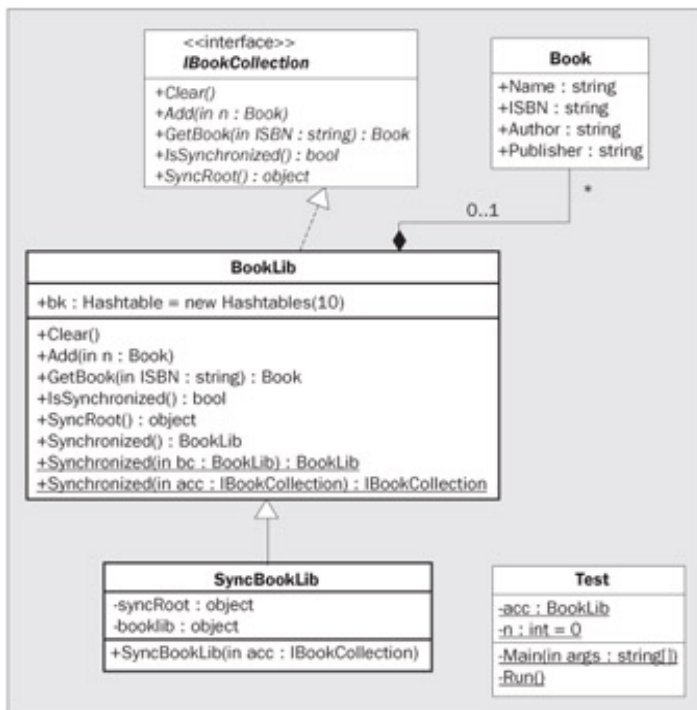 <<interface>>
IBookCollection
+Clear()
+Add(in n : Book)
+GetBook(in ISBN : string) : Book
+IsSynchronized() : bool
+SyncRoot() : object
Book
+Name : string
+ISBN : string
+Author : string
+Publisher : string
0..1
*
BookLib
+bk : Hashtable = new Hashtables(10)
+Clear()
+Add(in n : Book)
+GetBook(in ISBN : string) : Book
+IsSynchronized() : bool
+SyncRoot() : object
+Synchronized() : BookLib
+Synchronized(in bc : BookLib) : BookLib
+Synchronized(in acc : IBookCollection) : IBookCollection
SyncBookLib
-syncRoot : object
-booklib : object
+SyncBookLib(in acc : IBookCollection)
Test
-acc : BookLib
-n : int = 0
-Main(in args : string[])
-Run()